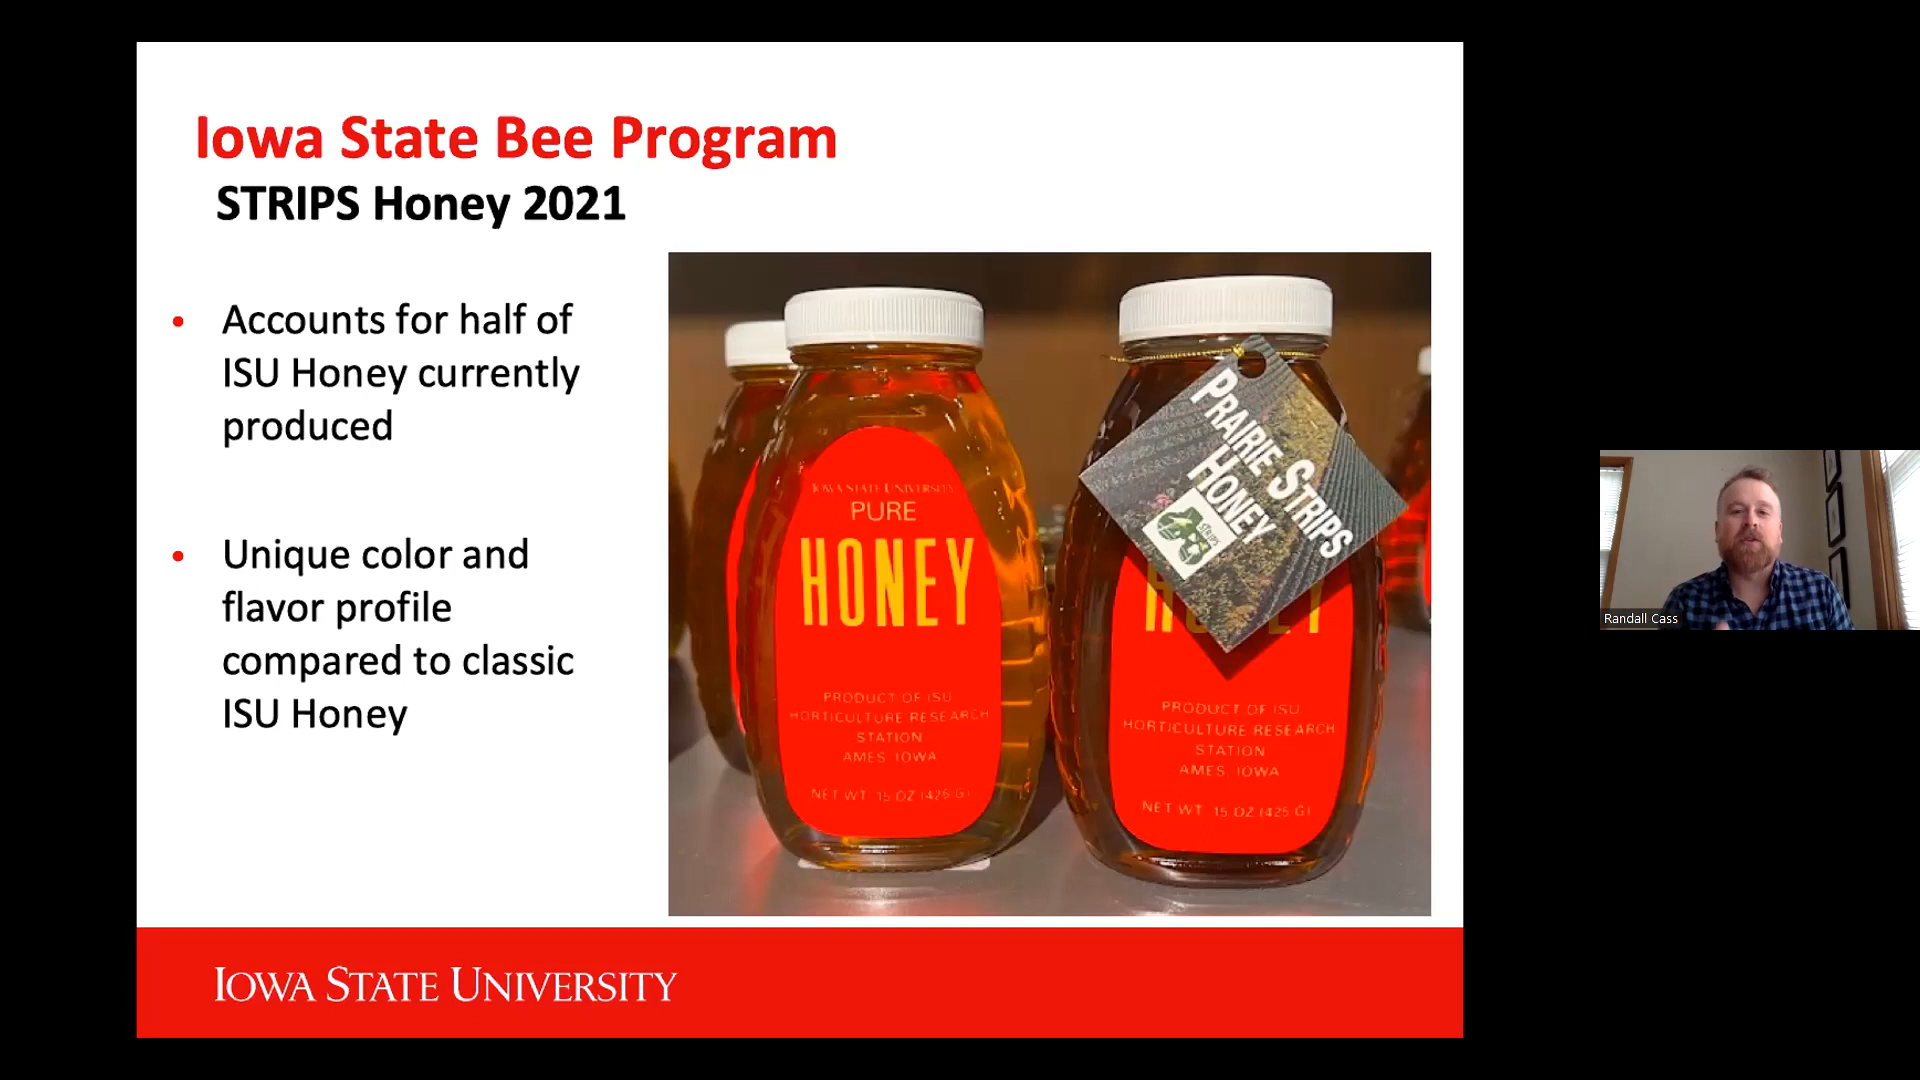 Iowa State Bee Program
STRIPS Honey 2021
• Accounts for half of
ISU Honey currently
produced
• Unique color and
flavor profile
compared to classic
ISU Honey
IOWA STATE UNIVERSITY
PURE
HONEY
PRODUCT OF ISU
HORTICULTURE RESEARCH
STATION
AMES IOWA
NET WT. 15 OZ (425 G)
PRAIRIE STRIPS
HONEY
STRIPS
PRODUCT OF ISU
HORTICULTURE RESEARCH
STATION
AMES IOWA
NET WT. 15 OZ (425 G)
Randall Cass
IOWA STATE UNIVERSITY